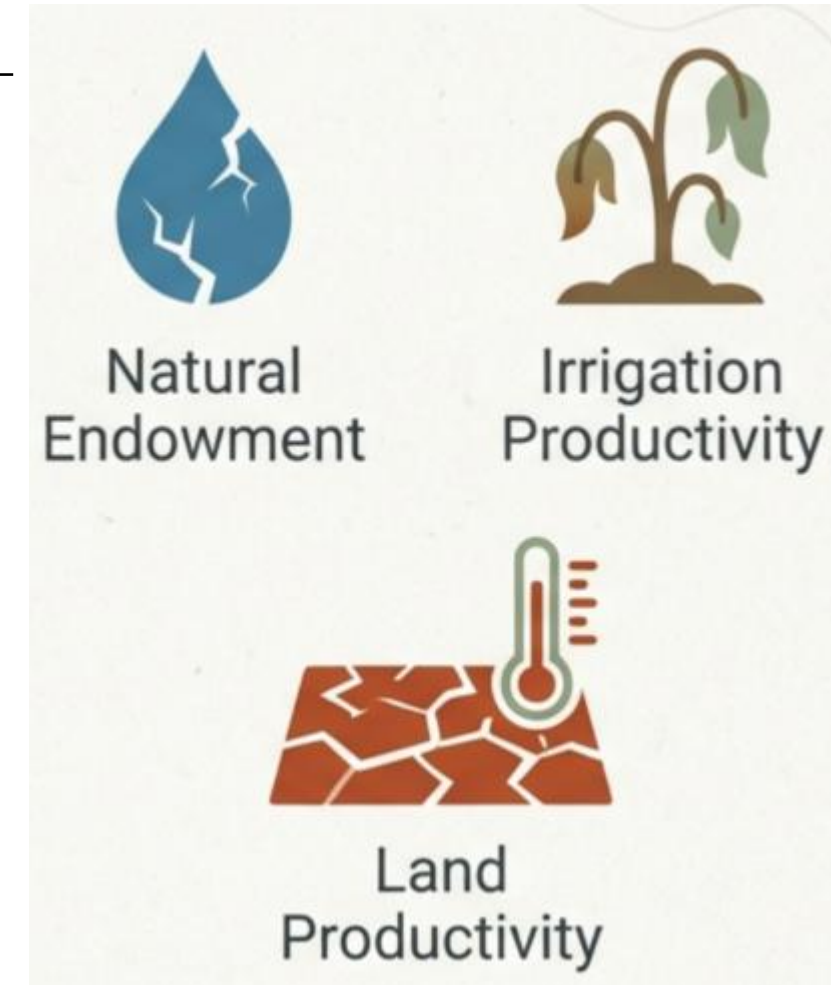 Natural
Endowment
Irrigation
Productivity
Land
Productivity